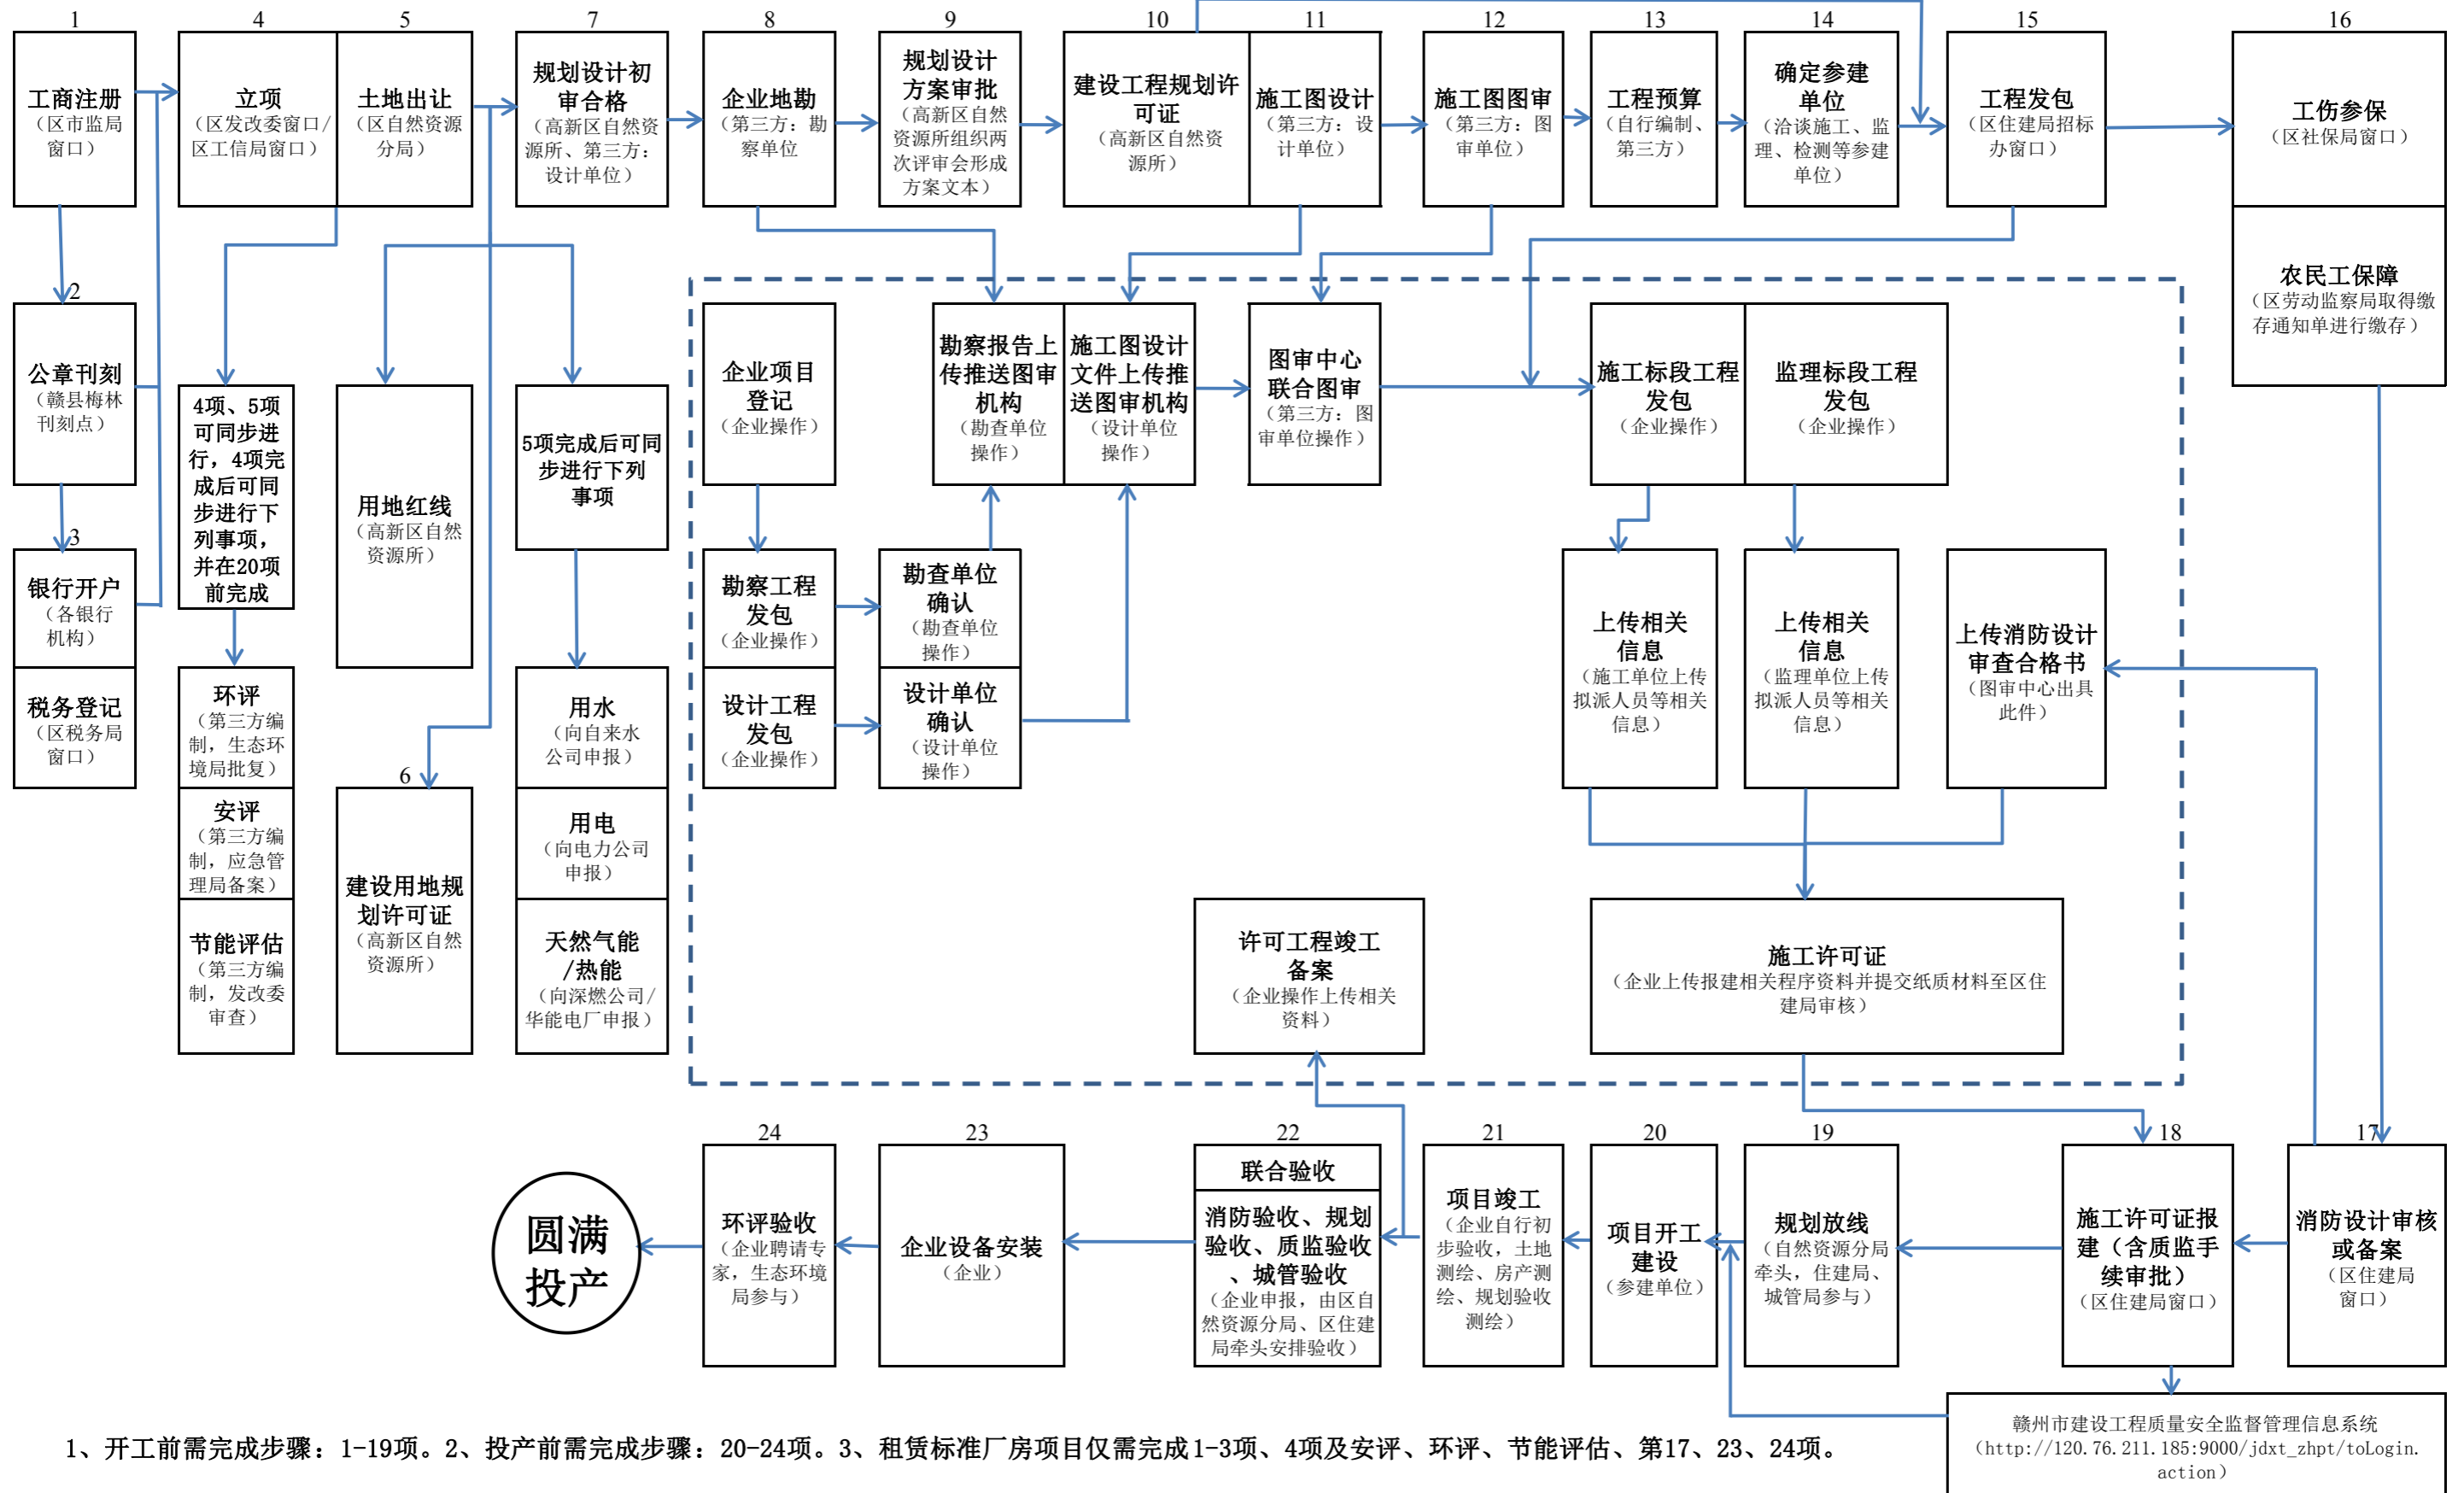 1
工商注册
（区市监局
窗口）
4
立项
（区发改委窗口/
区工信局窗口）
5
土地出让
（区自然资源
分局）
7
规划设计初
审合格
（高新区自然资
源所、第三方：
设计单位）
8
企业地勘
（第三方：勘
察单位
9
规划设计
方案审批
（高新区自然
资源所组织两
次评审会形成
方案文本）
10
建设工程规划许
可证
（高新区自然资
源所）
11
施工图设计
（第三方：设
计单位）
12
施工图图审
（第三方：图
审单位）
13
工程预算
（自行编制、
第三方）
14
确定参建
单位
（洽谈施工、监
理、检测等参建
单位）
15
工程发包
（区住建局招标
办窗口）
16
工伤参保
（区社保局窗口）
农民工保障
（区劳动监察局取得缴
存通知单进行缴存）
2
公章刊刻
（赣县梅林
刊刻点）
3
银行开户
（各银行
机构）
税务登记
（区税务局
窗口）
4项、5项
可同步进
行，4项完
成后可同
步进行下
列事项，
并在20项
前完成
环评
（第三方编
制，生态环
境局批复）
安评
（第三方编
制，应急管
理局备案）
节能评估
（第三方编
制，发改委
审查）
用地红线
（高新区自然
资源所）
6
建设用地规
划许可证
（高新区自然
资源所）
5项完成后可同
步进行下列
事项
用水
（向自来水
公司申报）
用电
（向电力公司
申报）
天然气能
/热能
（向深燃公司/
华能电厂申报）
企业项目
登记
（企业操作）
勘察工程
发包
（企业操作）
设计工程
发包
（企业操作）
勘查单位
确认
（勘查单位
操作）
设计单位
确认
（设计单位
操作）
勘察报告上
传推送图审
机构
（勘查单位
操作）
施工图设计
文件上传推
送图审机构
（设计单位
操作）
图审中心
联合图审
（第三方：图
审单位操作）
施工标段工程
发包
（企业操作）
监理标段工程
发包
（企业操作）
上传相关
信息
（施工单位上传
拟派人员等相关
信息）
上传相关
信息
（监理单位上传
拟派人员等相关
信息）
上传消防设计
审查合格书
（图审中心出具
此件）
许可工程竣工
备案
（企业操作上传相关
资料）
施工许可证
（企业上传报建相关程序资料并提交纸质材料至区住
建局审核）
圆满
投产
24
环评验收
（企业聘请专
家，生态环境
局参与）
23
企业设备安装
（企业）
22
联合验收
消防验收、规划
验收、质监验收
、城管验收
（企业申报，由区自
然资源分局、区住建
局牵头安排验收）
21
项目竣工
（企业自行初
步验收，土地
测绘、房产测
绘、规划验收
测绘）
20
项目开工
建设
（参建单位）
19
规划放线
（自然资源分局
牵头，住建局、
城管局参与）
18
施工许可证报
建（含质监手
续审批）
（区住建局窗口）
17
消防设计审核
或备案
（区住建局
窗口）
赣州市建设工程质量安全监督管理信息系统
（http://120.76.211.185:9000/jdxt_zhpt/toLogin.
action）
1、开工前需完成步骤：1-19项。2、投产前需完成步骤：20-24项。3、租赁标准厂房项目仅需完成1-3项、4项及安评、环评、节能评估、第17、23、24项。